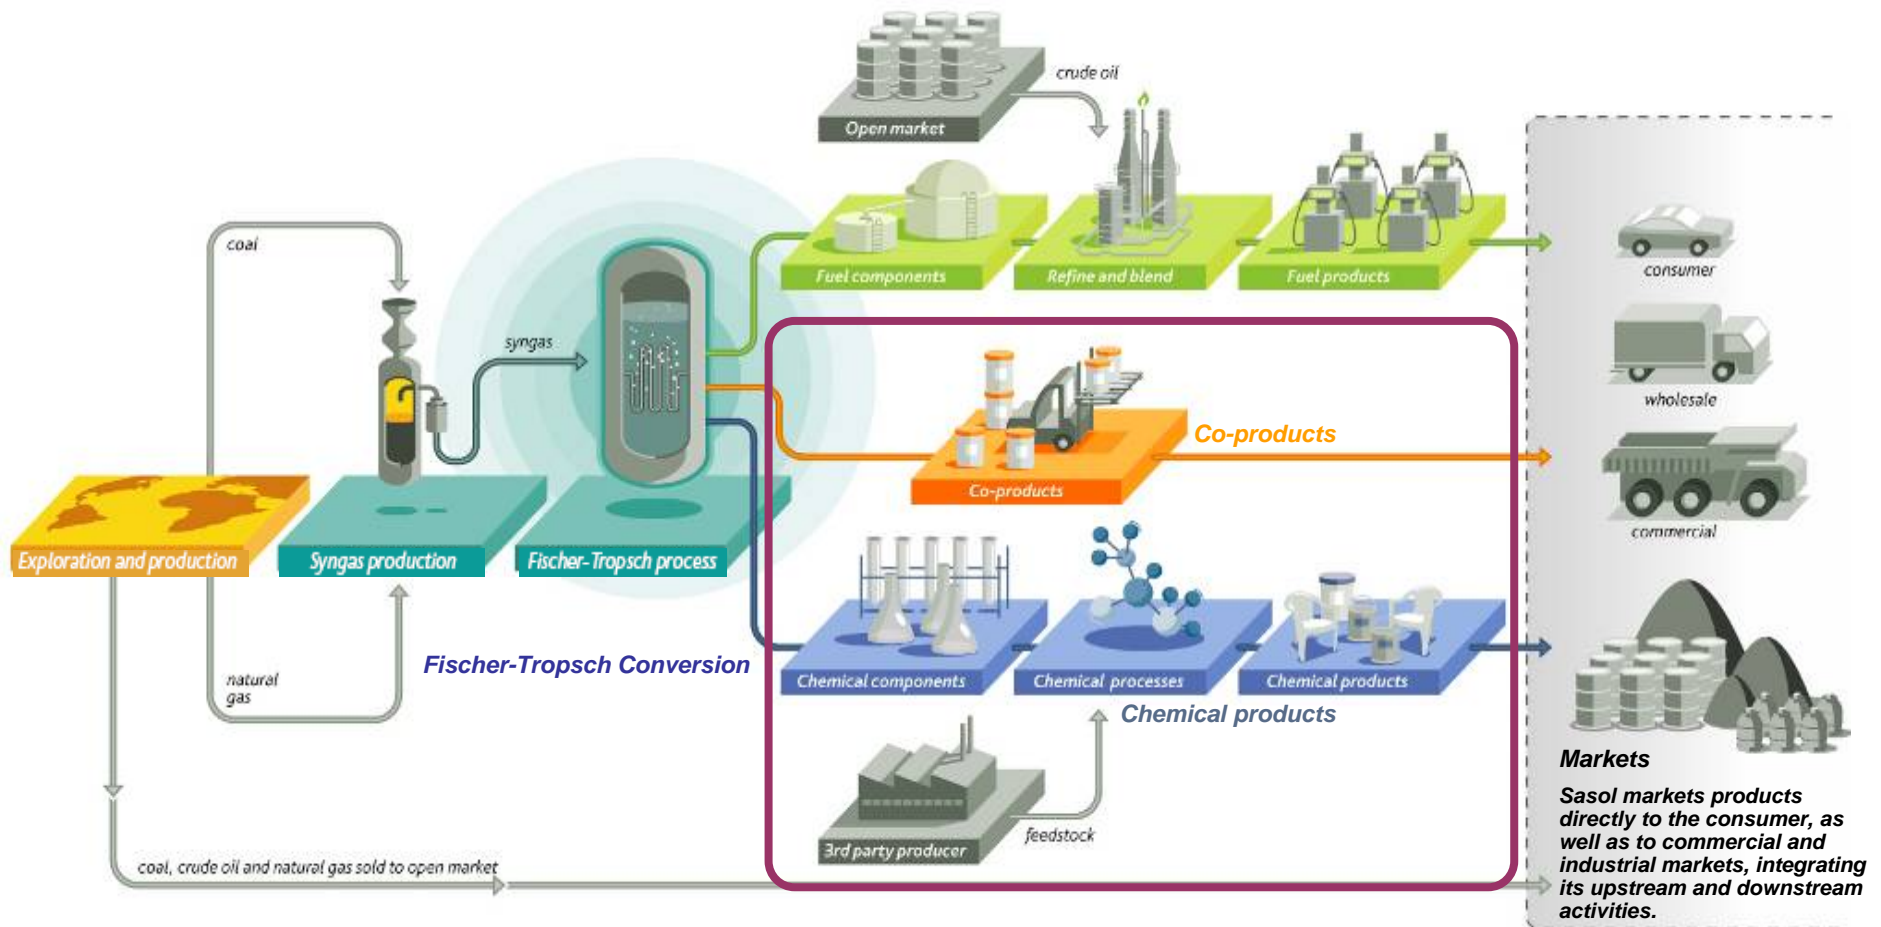 crude oil
Open market
coal
Fuel components
Refine and blend
Fuel products
consumer
syngas
wholesale
Co-products
Co-products
commercial
Exploration and production
Syngas production
Fischer-Tropsch process
natural
gas
Fischer-Tropsch Conversion
Chemical components
Chemical processes
Chemical products
Chemical products
3rd party producer
feedstock
coal, crude oil and natural gas sold to open market
Markets
Sasol markets products
directly to the consumer, as
well as to commercial and
industrial markets, integrating
its upstream and downstream
activities.